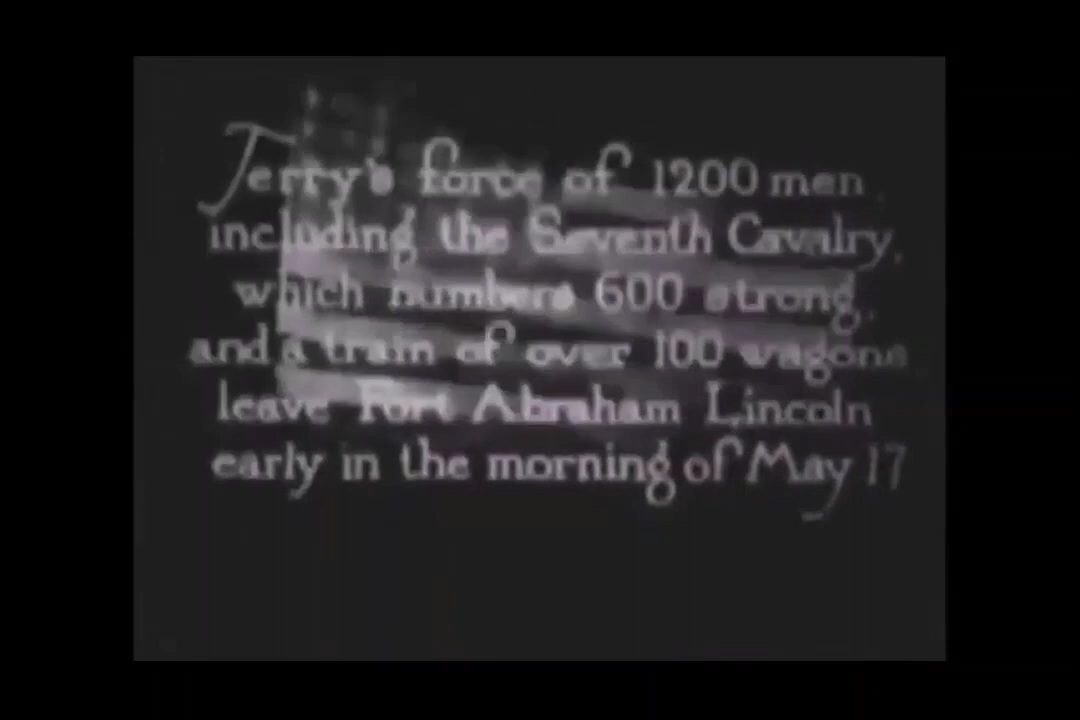 Terry's force of 1200 men,
including the Seventh Cavalry,
which numbers 600 strong,
and a train of over 100 wagons
leave Fort Abraham Lincoln
early in the morning of May 17